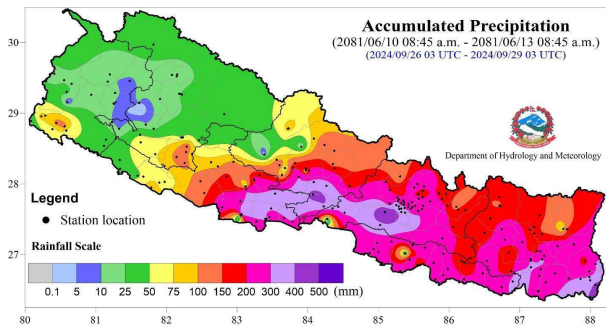 Accumulated Precipitation
(2081/06/10 08:45 a.m. - 2081/06/13 08:45 a.m.)
(2024/09/26 03 UTC - 2024/09/29 03 UTC)
Department of Hydrology and Meteorology
30
29
28
27
Legend
Station location
Rainfall Scale
0.1 5 10 25 50 75 100 150 200 300 400 500 (mm)
80 81 82 83 84 85 86 87 88